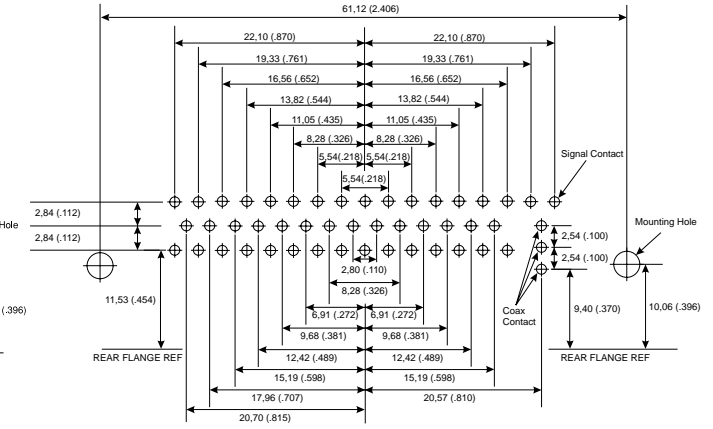 61,12 (2.406)
22,10 (.870) 22,10 (.870)
19,33 (.761) 19,33 (.761)
16,56 (.652) 16,56 (.652)
13,82 (.544) 13,82 (.544)
11,05 (.435) 11,05 (.435)
8,28 (.326) 8,28 (.326)
5,54(.218) 5,54(.218)
Signal Contact
5,54(.218)
2,84 (.112)
Hole
Mounting Hole
2,84 (.112)
2,54 (.100)
2,54 (.100)
2,80 (.110)
8,28 (.326)
11,53 (.454)
(.396)
6,91 (.272) 6,91 (.272)
Coax
Contact
9,40 (.370)
10,06 (.396)
9,68 (.381) 9,68 (.381)
REAR FLANGE REF
12,42 (.489) 12,42 (.489)
REAR FLANGE REF
15,19 (.598) 15,19 (.598)
17,96 (.707) 20,57 (.810)
20,70 (.815)